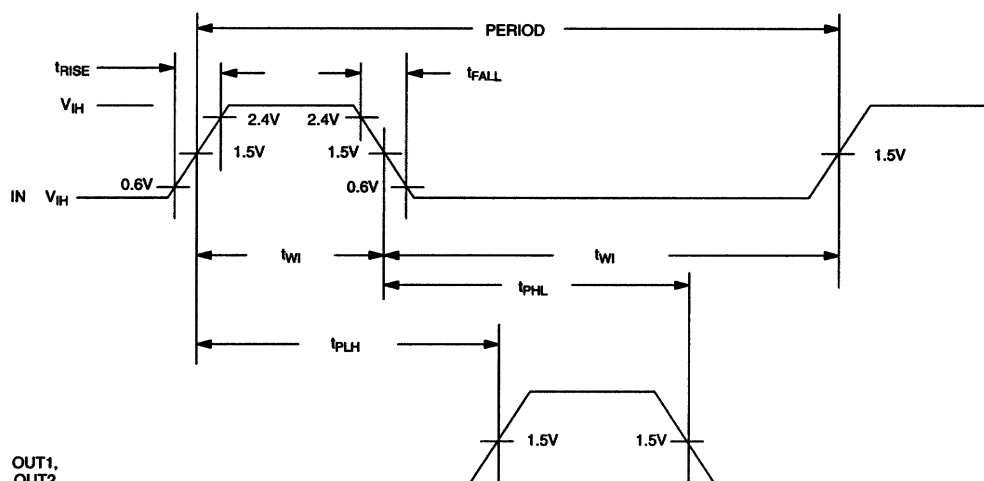 PERIOD
tRISE
tFALL
VIH
2.4V 2.4V
1.5V 1.5V 1.5V
0.6V 0.6V
IN VIH
tWI tWI
tPHL
tPLH
1.5V 1.5V
OUT1,
OUT2